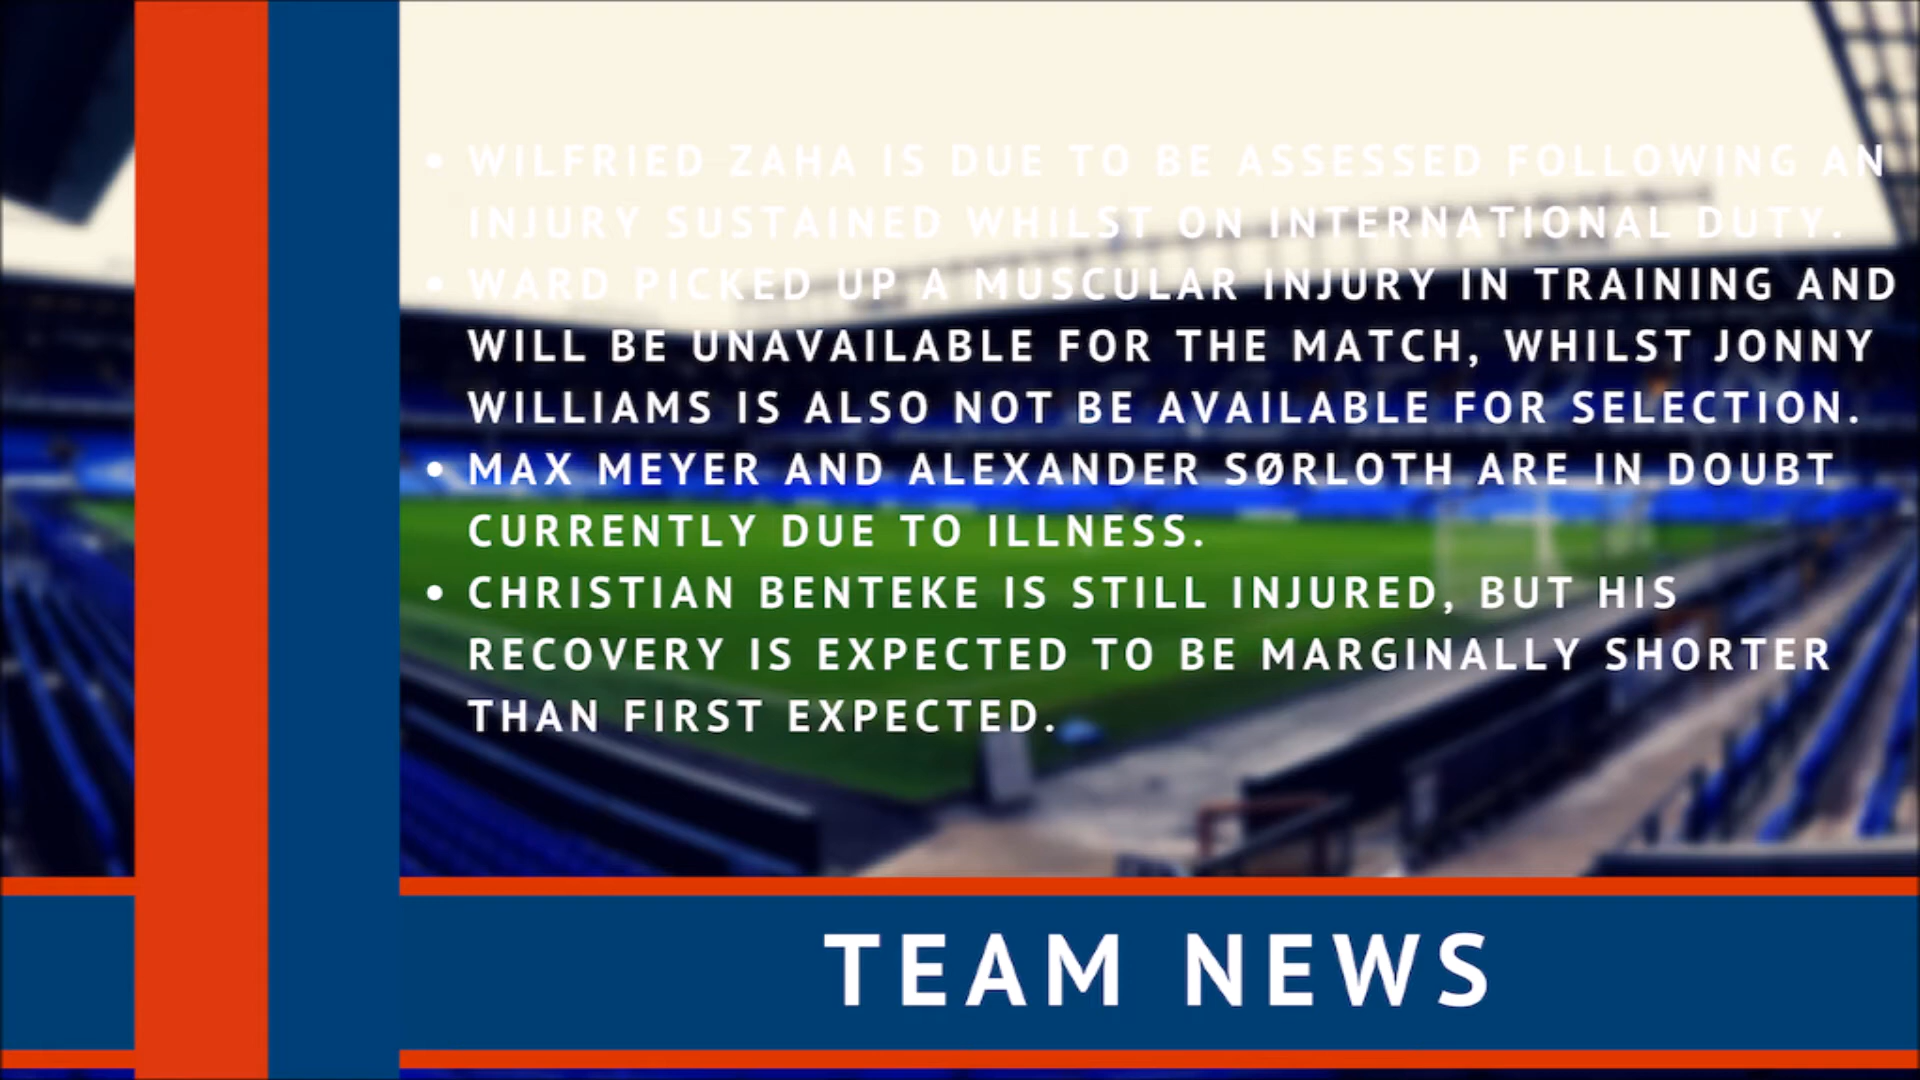 • WILFRIED ZAHA IS DUE TO BE ASSESSED FOLLOWING AN
INJURY SUSTAINED WHILST ON INTERNATIONAL DUTY.
• WARD PICKED UP A MUSCULAR INJURY IN TRAINING AND
WILL BE UNAVAILABLE FOR THE MATCH, WHILST JONNY
WILLIAMS IS ALSO NOT BE AVAILABLE FOR SELECTION.
• MAX MEYER AND ALEXANDER SØRLOTH ARE IN DOUBT
CURRENTLY DUE TO ILLNESS.
• CHRISTIAN BENTEKE IS STILL INJURED, BUT HIS
RECOVERY IS EXPECTED TO BE MARGINALLY SHORTER
THAN FIRST EXPECTED.
TEAM NEWS